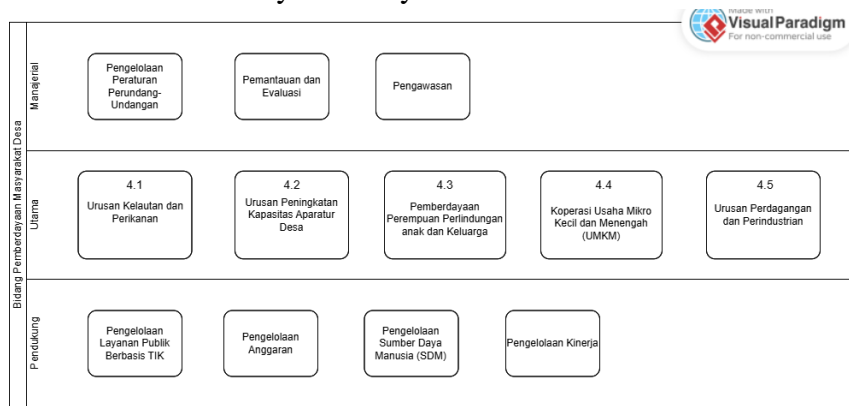 Made with
Visual Paradigm
For non-commercial use
Bidang Pemberdayaan Masyarakat Desa
Manajerial
Pengelolaan
Peraturan
Perundang-
Undangan
Pemantauan dan
Evaluasi
Pengawasan
Utama
4.1
Urusan Kelautan dan
Perikanan
4.2
Urusan Peningkatan
Kapasitas Aparatur
Desa
4.3
Pemberdayaan
Perempuan Perlindungan
anak dan Keluarga
4.4
Koperasi Usaha Mikro
Kecil dan Menengah
(UMKM)
4.5
Urusan Perdagangan
dan Perindustrian
Pendukung
Pengelolaan
Layanan Publik
Berbasis TIK
Pengelolaan
Anggaran
Pengelolaan
Sumber Daya
Manusia (SDM)
Pengelolaan Kinerja